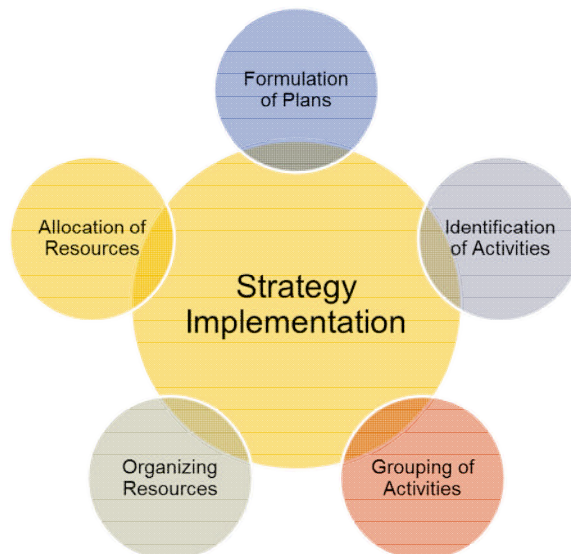 Formulation
of Plans
Allocation of
Resources
Identification
of Activities
Strategy
Implementation
Organizing
Resources
Grouping of
Activities